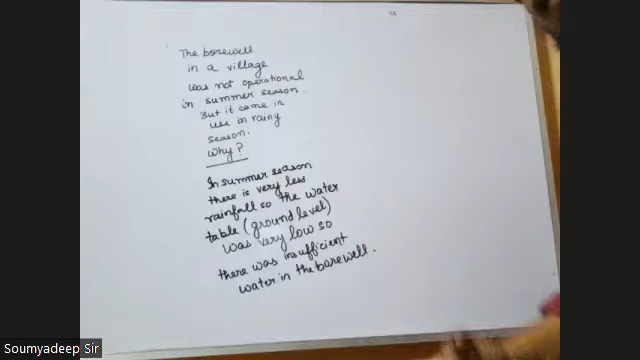 The borewell
in a village
was not operational
in summer season.
But it came in
use on rainy
season.
Why?
In summer season
there is very less
rainfall so the water
table (ground level)
was very low so
there was insufficient
water in the borewell.
Soumyadeep Sir